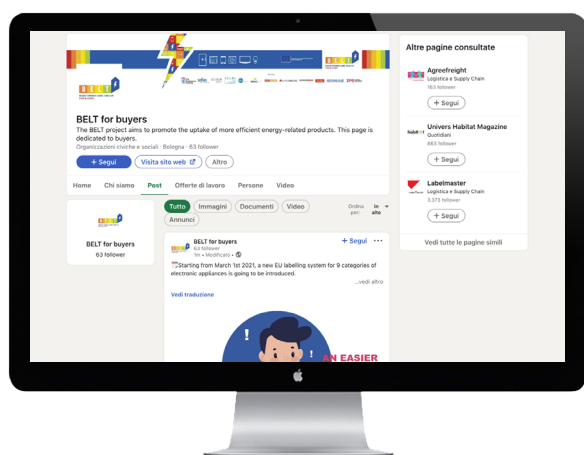 BELT
BELT
BELT for buyers
The BELT project aims to promote the uptake of more efficient energy-related products. This page is
dedicated to buyers.
Organizzazioni civiche e sociali · Bologna · 63 follower
+ Segui
Visita sito web
Altro
Home
Chi siamo
Post
Offerte di lavoro
Persone
Video
BELT
BELT for buyers
63 follower
Tutto
Immagini
Documenti
Video
Annunci
Ordina per:
In alto
BELT for buyers
63 follower
1m • Modificato •
+ Segui ···
Starting from March 1st 2021, a new EU labelling system for 9 categories of
electronic appliances is going to be introduced.
...vedi altro
Vedi traduzione
!
!
AN EASIER
Altre pagine consultate
Agreefreight
Logistica e Supply Chain
163 follower
+ Segui
Univers Habitat Magazine
Quotidiani
863 follower
+ Segui
Labelmaster
Logistica e Supply Chain
3.373 follower
+ Segui
Vedi tutte le pagine simili